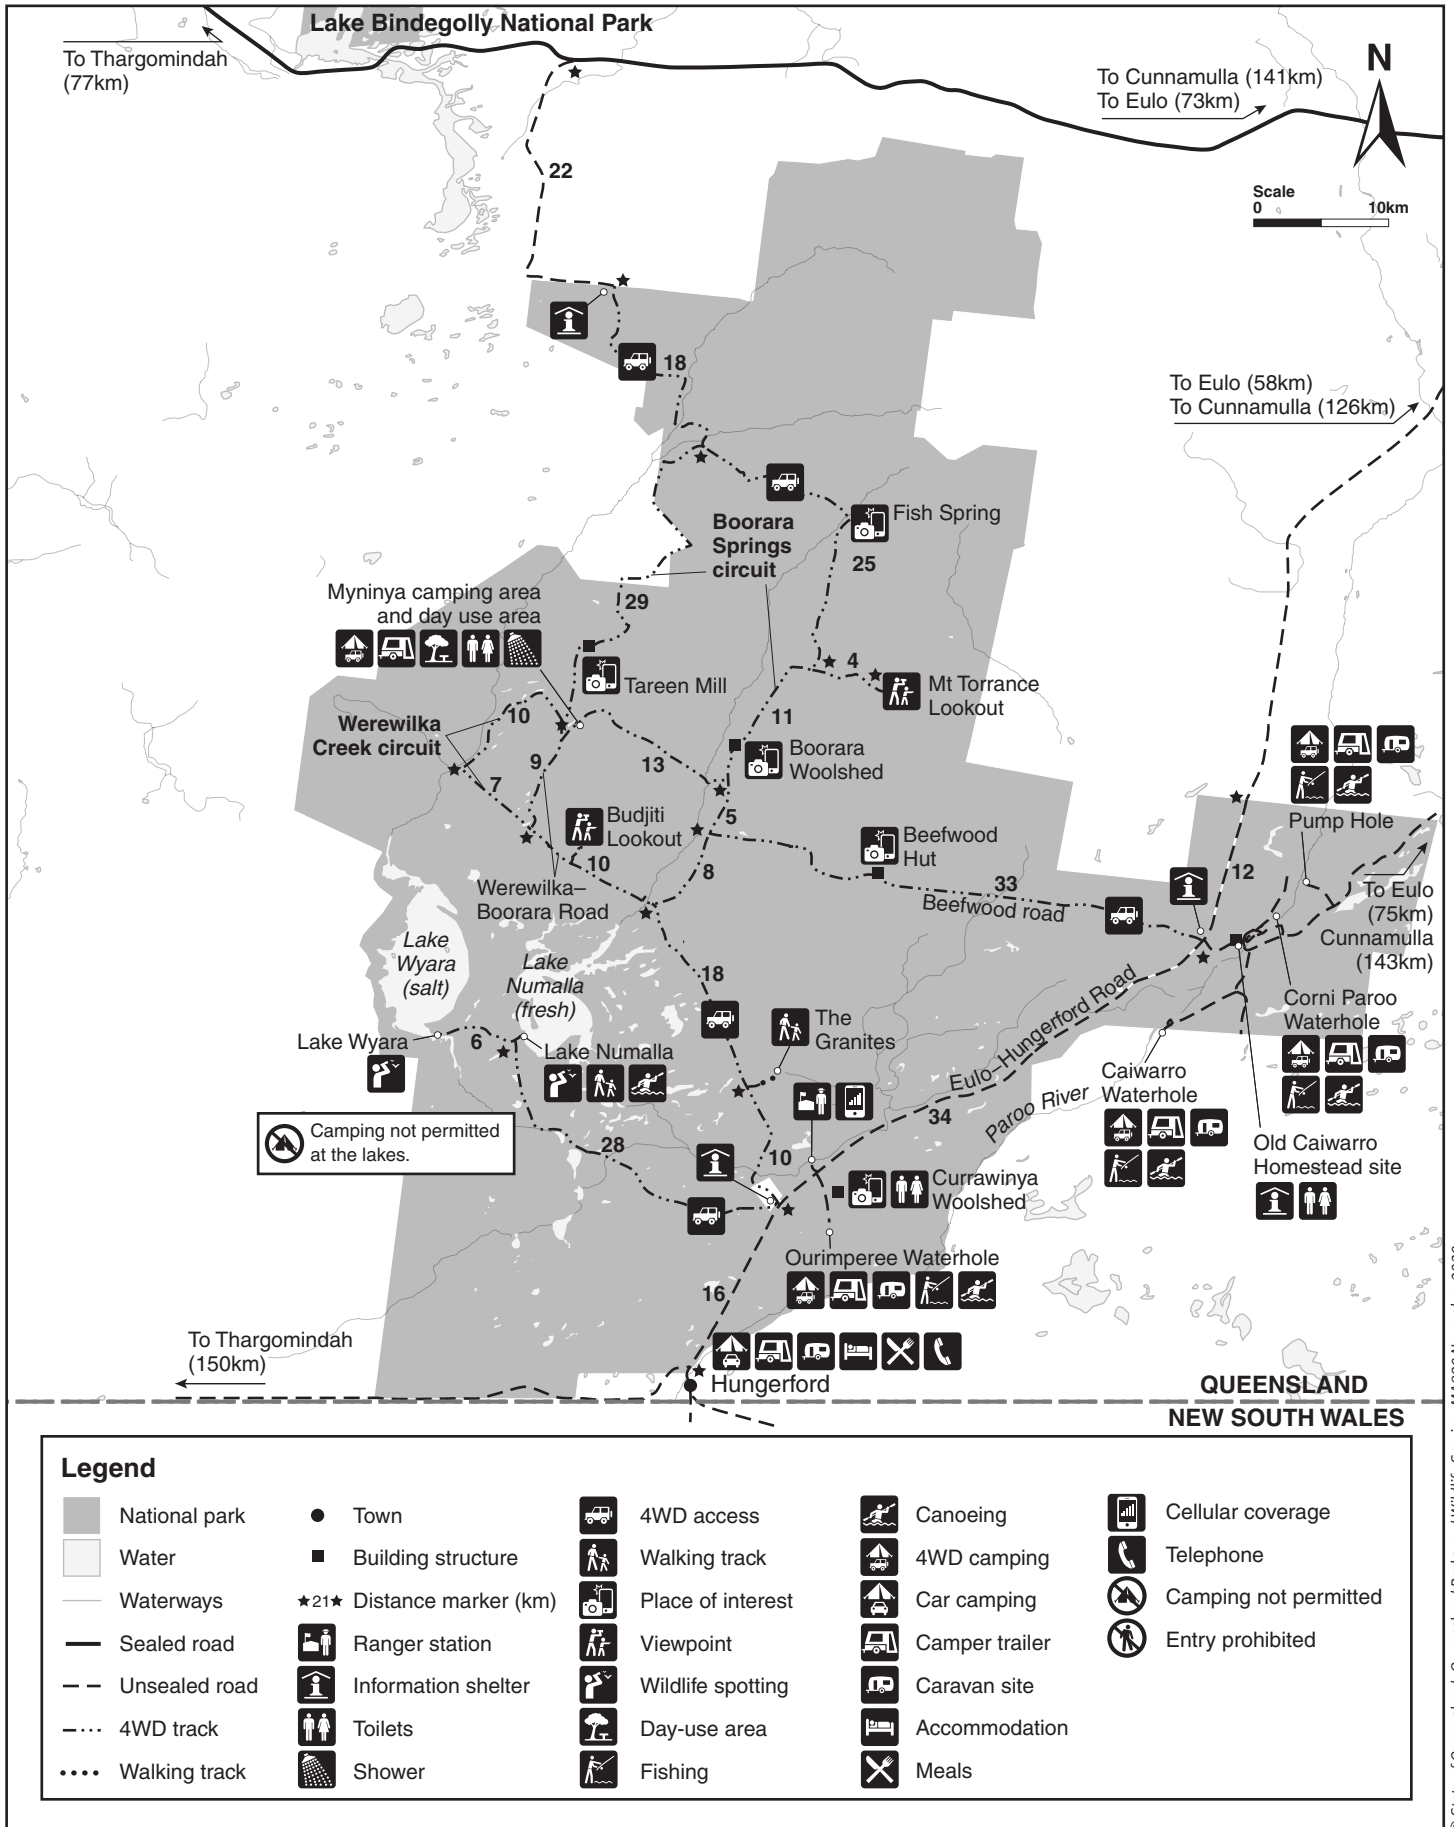 Lake Bindegolly National Park
To Thargomindah
(77km)
To Cunnamulla (141km)
To Eulo (73km)
N
Scale
0 10km
22
18
To Eulo (58km)
To Cunnamulla (126km)
Boorara
Springs
circuit
Fish Spring
25
Myninya camping area
and day use area
29
Tareen Mill
4
Mt Torrance
Lookout
Werewilka
Creek circuit
10
11
Boorara
Woolshed
9
13
7
Budjiti
Lookout
5
10
8
Werewilka–
Boorara Road
Beefwood
Hut
33
Beefwood road
Pump Hole
12
To Eulo
(75km)
Cunnamulla
(143km)
Lake
Wyara
(salt)
Lake
Numalla
(fresh)
18
The
Granites
Eulo–Hungerford Road
Corni Paroo
Waterhole
Lake Wyara
6
Lake Numalla
Caiwarro
Waterhole
Paroo River
34
Camping not permitted
at the lakes.
28
10
Old Caiwarro
Homestead site
Currawinya
Woolshed
Ourimperee Waterhole
16
To Thargomindah
(150km)
Hungerford
QUEENSLAND
NEW SOUTH WALES
Legend
National park
Water
Waterways
Sealed road
Unsealed road
4WD track
Walking track
Town
Building structure
21 Distance marker (km)
Ranger station
Information shelter
Toilets
Shower
4WD access
Walking track
Place of interest
Viewpoint
Wildlife spotting
Day-use area
Fishing
Canoeing
4WD camping
Car camping
Camper trailer
Caravan site
Accommodation
Meals
Cellular coverage
Telephone
Camping not permitted
Entry prohibited